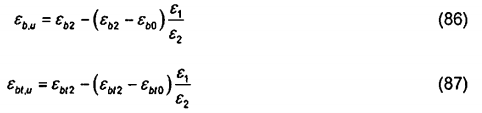 ε_{b,u} = ε_{b2} − (ε_{b2} − ε_{b0}) ε_1/ε_2 (86)
ε_{bt,u} = ε_{bt2} − (ε_{bt2} − ε_{bt0}) ε_1/ε_2 (87)